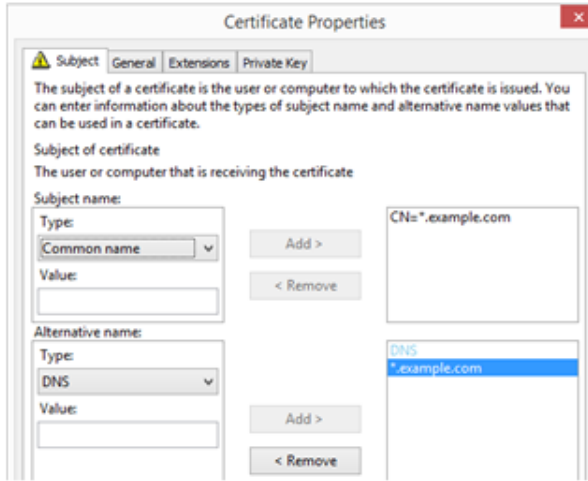 Certificate Properties
x
Subject General Extensions Private Key
The subject of a certificate is the user or computer to which the certificate is issued. You
can enter information about the types of subject name and alternative name values that
can be used in a certificate.
Subject of certificate
The user or computer that is receiving the certificate
Subject name:
Type:
Common name
Value:
Add >
< Remove
CN=*.example.com
Alternative name:
Type:
DNS
Value:
Add >
< Remove
DNS
*.example.com